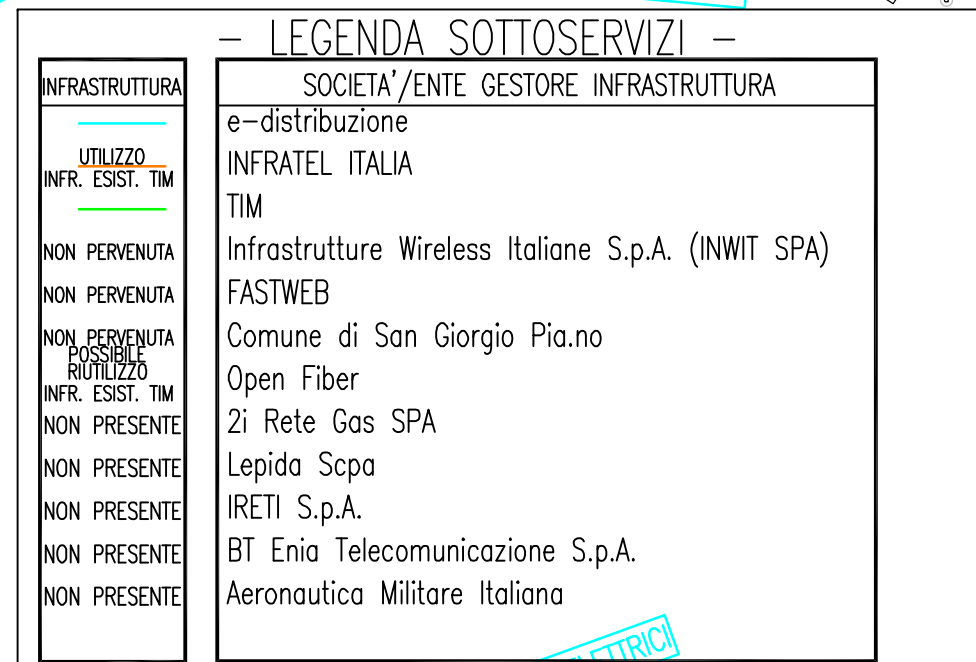 - LEGENDA SOTTOSERVIZI -
INFRASTRUTTURA SOCIETA'/ENTE GESTORE INFRASTRUTTURA
e-distribuzione
UTILIZZO
INFR. ESIST. TIM INFRATEL ITALIA
TIM
NON PERVENUTA Infrastrutture Wireless Italiane S.p.A. (INWIT SPA)
NON PERVENUTA FASTWEB
NON PERVENUTA Comune di San Giorgio Pia.no
POSSIBILE
RIUTILIZZO
INFR. ESIST. TIM Open Fiber
NON PRESENTE 2i Rete Gas SPA
NON PRESENTE Lepida Scpa
NON PRESENTE IRETI S.p.A.
NON PRESENTE BT Enia Telecomunicazione S.p.A.
NON PRESENTE Aeronautica Militare Italiana